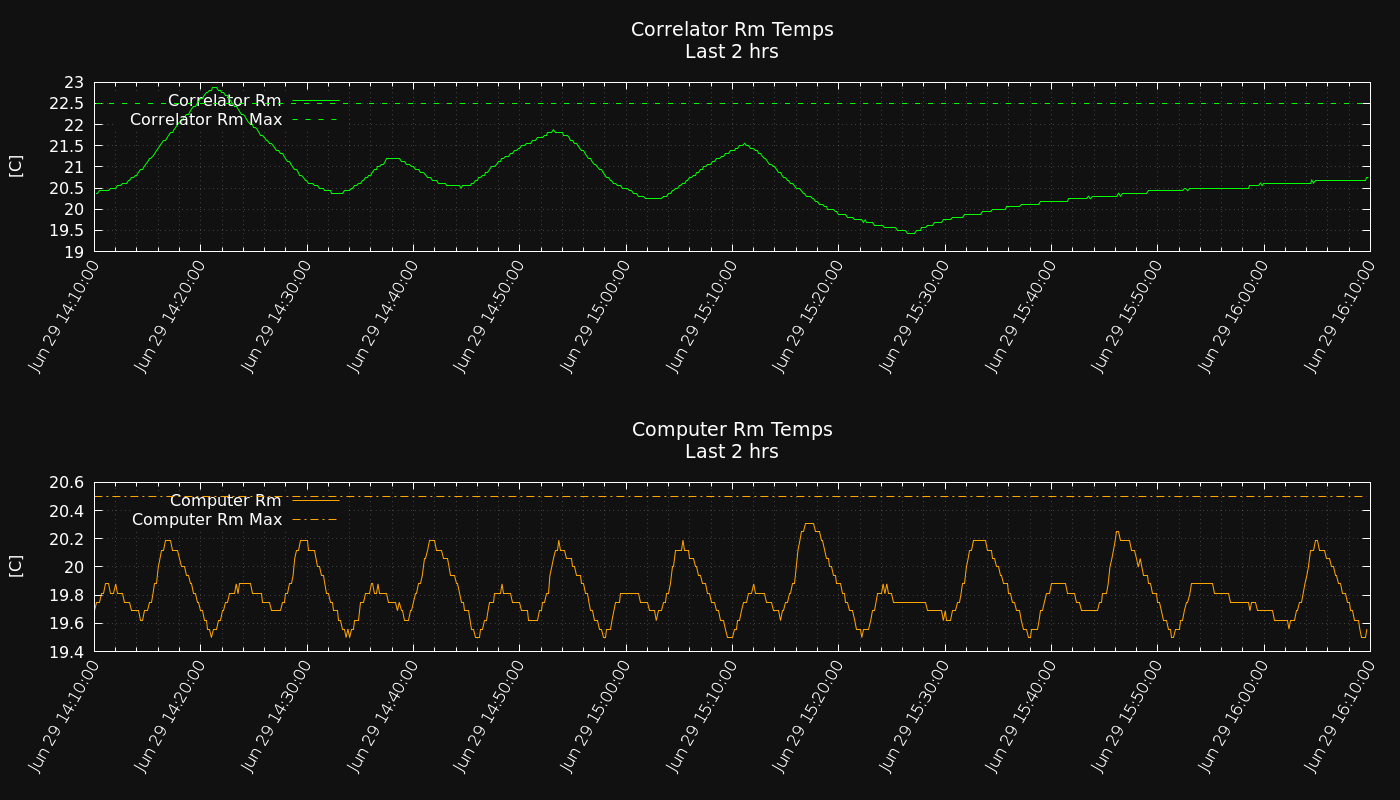 Correlator Rm Temps
Last 2 hrs
23
22.5
22
21.5
21
20.5
20
19.5
19
[C]
Correlator Rm
Correlator Rm Max
Jun 29 14:10:00
Jun 29 14:20:00
Jun 29 14:30:00
Jun 29 14:40:00
Jun 29 14:50:00
Jun 29 15:00:00
Jun 29 15:10:00
Jun 29 15:20:00
Jun 29 15:30:00
Jun 29 15:40:00
Jun 29 15:50:00
Jun 29 16:00:00
Jun 29 16:10:00
Computer Rm Temps
Last 2 hrs
20.6
20.4
20.2
20
19.8
19.6
19.4
[C]
Computer Rm
Computer Rm Max
Jun 29 14:10:00
Jun 29 14:20:00
Jun 29 14:30:00
Jun 29 14:40:00
Jun 29 14:50:00
Jun 29 15:00:00
Jun 29 15:10:00
Jun 29 15:20:00
Jun 29 15:30:00
Jun 29 15:40:00
Jun 29 15:50:00
Jun 29 16:00:00
Jun 29 16:10:00